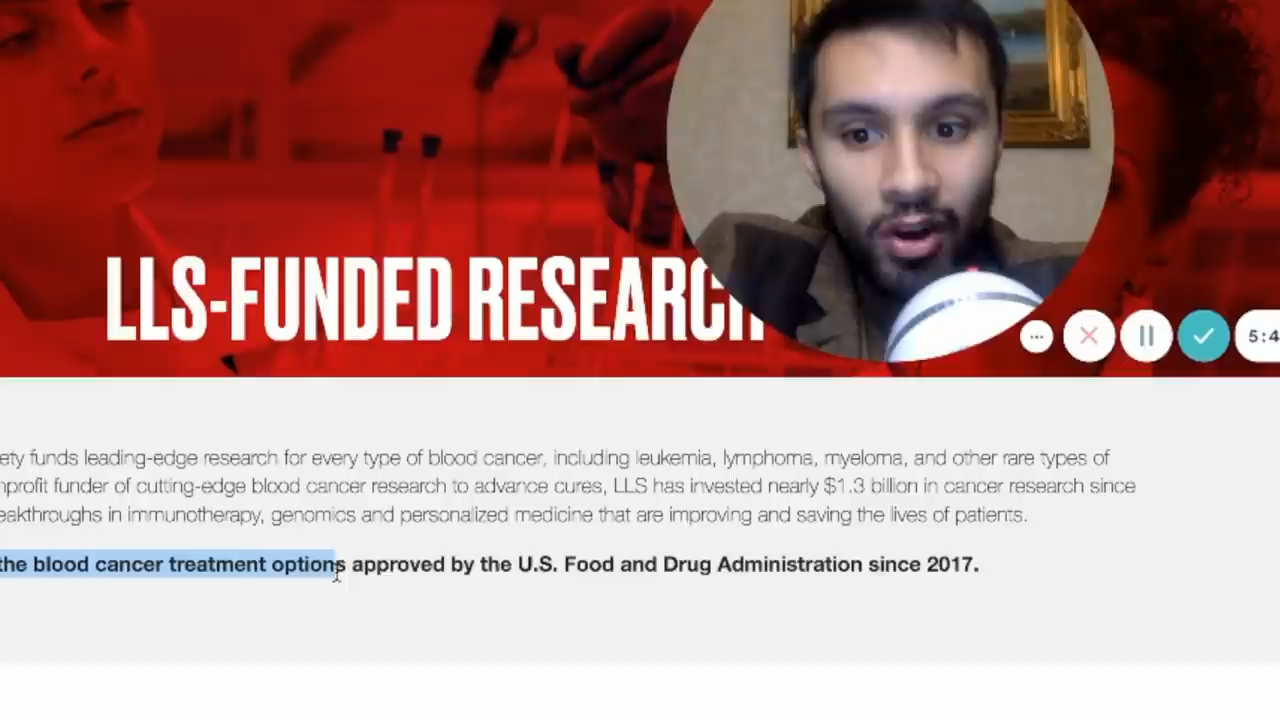 LLS-FUNDED RESEARCH
5:4
ety funds leading-edge research for every type of blood cancer, including leukemia, lymphoma, myeloma, and other rare types of
nprofit funder of cutting-edge blood cancer research to advance cures, LLS has invested nearly $1.3 billion in cancer research since
eakthroughs in immunotherapy, genomics and personalized medicine that are improving and saving the lives of patients.
the blood cancer treatment options approved by the U.S. Food and Drug Administration since 2017.